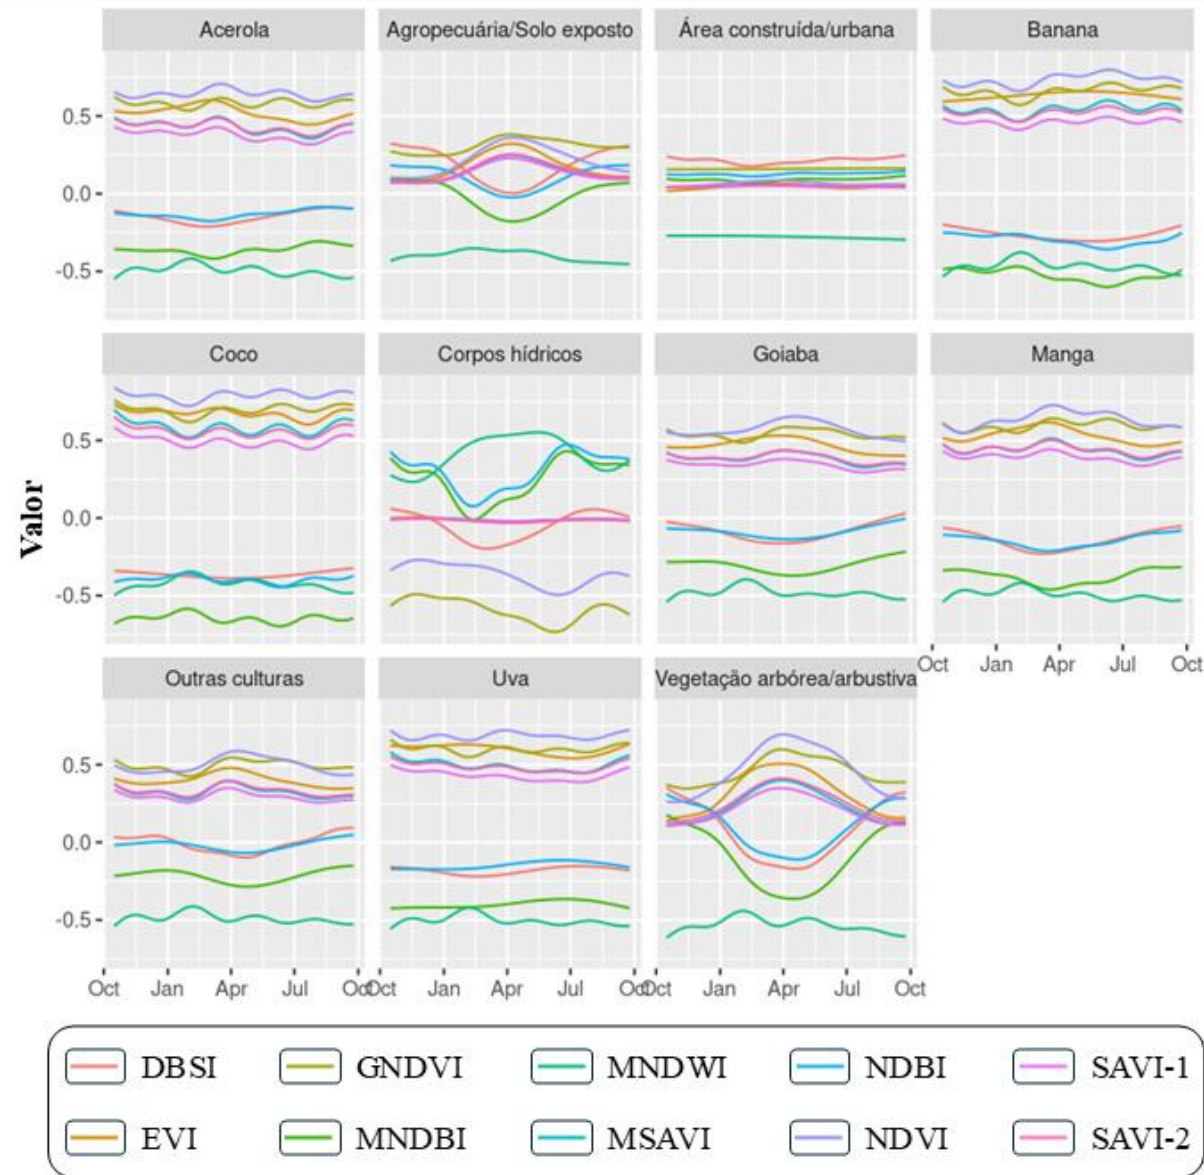 Acerola
Agropecuária/Solo exposto
Área construída/urbana
Banana
0.5
0.0
-0.5
Coco
Corpos hídricos
Goiaba
Manga
0.5
0.0
-0.5
Valor
Oct Jan Apr Jul Oct
Outras culturas
Uva
Vegetação arbórea/arbustiva
0.5
0.0
-0.5
Oct Jan Apr Jul Oct
Oct Jan Apr Jul Oct
Oct Jan Apr Jul Oct
DBSI GNDVI MNDWI NDBI SAVI-1
EVI MNDBI MSAVI NDVI SAVI-2